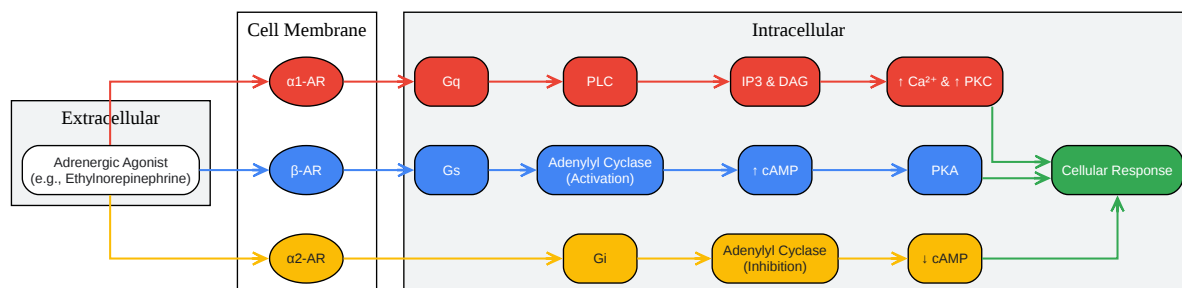 Cell Membrane
Intracellular
Extracellular
α1-AR
Gq
PLC
IP3 & DAG
↑ Ca²⁺ & ↑ PKC
Adrenergic Agonist
(e.g., Ethylnorepinephrine)
β-AR
Gs
Adenylyl Cyclase
(Activation)
↑ cAMP
PKA
Cellular Response
α2-AR
Gi
Adenylyl Cyclase
(Inhibition)
↓ cAMP